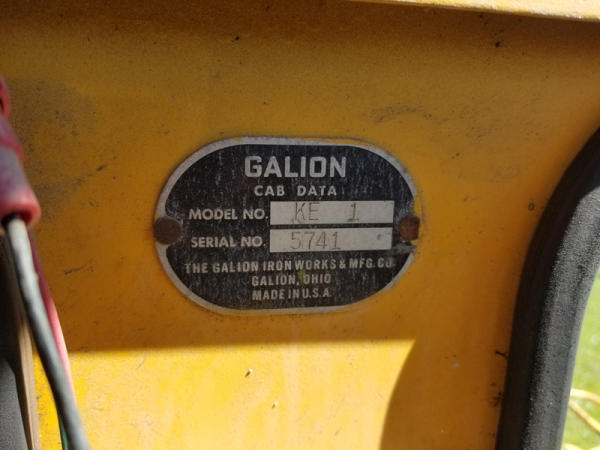 GALION
CAB DATA
MODEL NO. KE 1
SERIAL NO. 5741
THE GALION IRON WORKS & MFG. CO.
GALION, OHIO
MADE IN U.S.A.